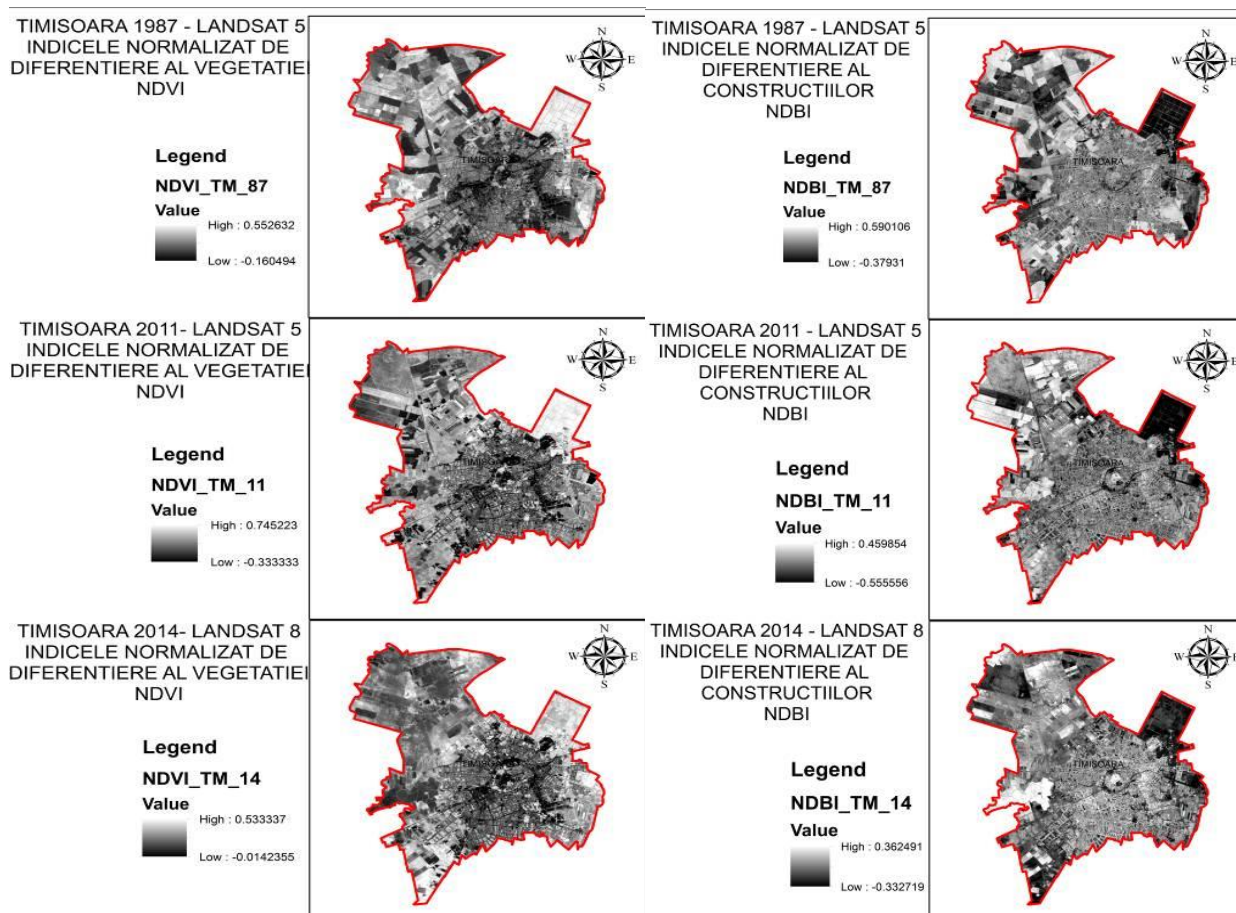 TIMISOARA 1987 - LANDSAT 5
INDICELE NORMALIZAT DE
DIFERENTIERE AL VEGETATIEI
NDVI
Legend
NDVI_TM_87
Value
High : 0.552632
Low : -0.160494
N
W E
S
TIMISOARA
TIMISOARA 1987 - LANDSAT 5
INDICELE NORMALIZAT DE
DIFERENTIERE AL
CONSTRUCTIILOR
NDBI
Legend
NDBI_TM_87
Value
High : 0.590106
Low : -0.37931
N
W E
S
TIMISOARA
TIMISOARA 2011- LANDSAT 5
INDICELE NORMALIZAT DE
DIFERENTIERE AL VEGETATIEI
NDVI
Legend
NDVI_TM_11
Value
High : 0.745223
Low : -0.333333
N
W E
S
TIMISOARA
TIMISOARA 2011 - LANDSAT 5
INDICELE NORMALIZAT DE
DIFERENTIERE AL
CONSTRUCTIILOR
NDBI
Legend
NDBI_TM_11
Value
High : 0.459854
Low : -0.555556
N
W E
S
TIMISOARA
TIMISOARA 2014- LANDSAT 8
INDICELE NORMALIZAT DE
DIFERENTIERE AL VEGETATIEI
NDVI
Legend
NDVI_TM_14
Value
High : 0.533337
Low : -0.0142355
N
W E
S
TIMISOARA
TIMISOARA 2014 - LANDSAT 8
INDICELE NORMALIZAT DE
DIFERENTIERE AL
CONSTRUCTIILOR
NDBI
Legend
NDBI_TM_14
Value
High : 0.362491
Low : -0.332719
N
W E
S
TIMISOARA